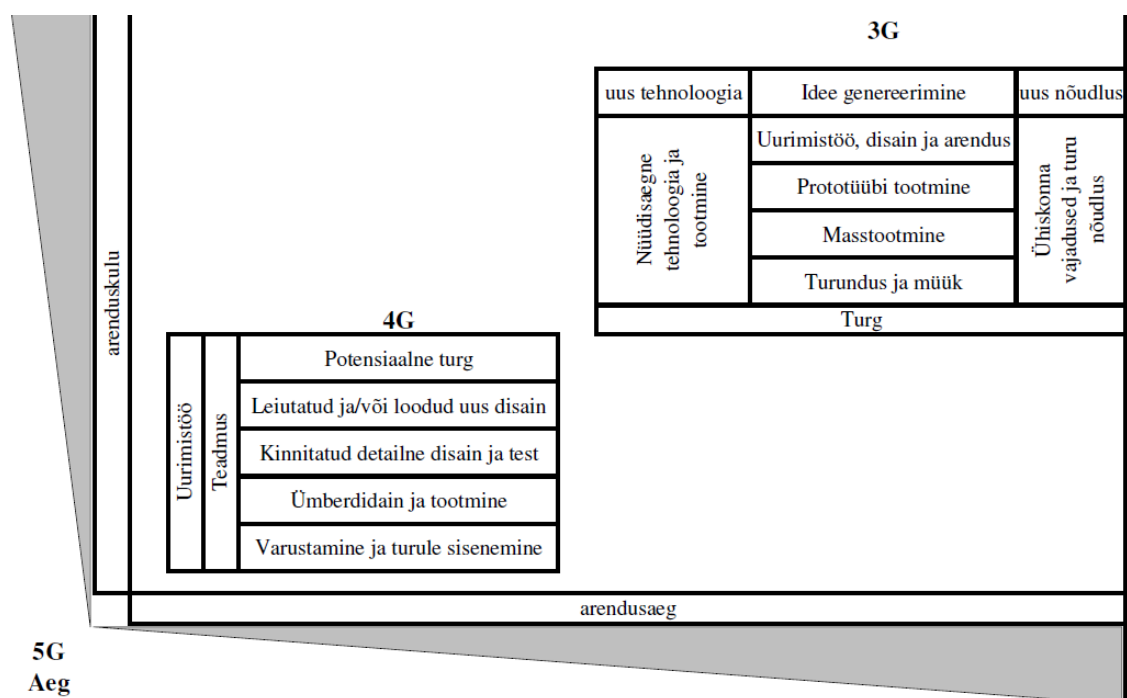 3G
uus tehnoloogia
Idee genereerimine
uus nõudlus
Nüüdisaegne
tehnoloogia ja
tootmine
Uurimistöö, disain ja arendus
Prototüübi tootmine
Masstootmine
Turundus ja müük
Ühiskonna
vajadused ja turu
nõudlus
Turg
arenduskulu
4G
Uurimistöö
Teadmus
Potensiaalne turg
Leiutatud ja/või loodud uus disain
Kinnitatud detailne disain ja test
Ümberdidain ja tootmine
Varustamine ja turule sisenemine
arendusaeg
5G
Aeg